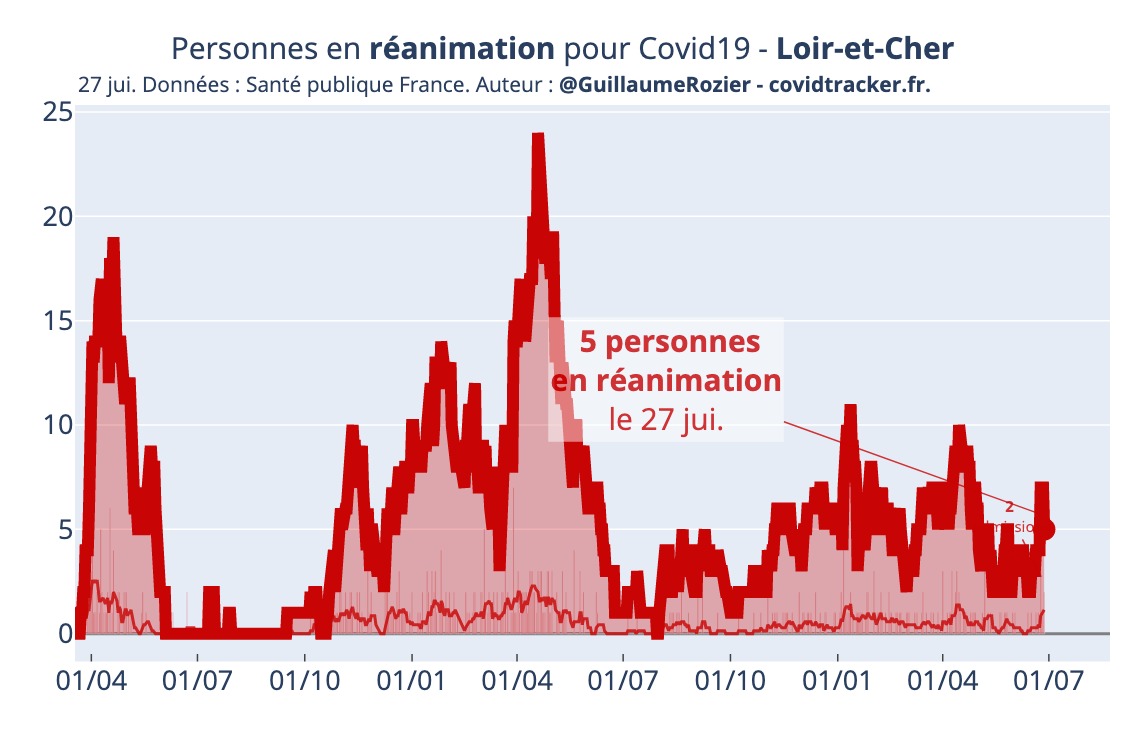 Personnes en réanimation pour Covid19 - Loir-et-Cher
27 jui. Données : Santé publique France. Auteur : @GuillaumeRozier - covidtracker.fr.
25
20
15
10
5
0
5 personnes
en réanimation
le 27 jui.
2
01/04 01/07 01/10 01/01 01/04 01/07 01/10 01/01 01/04 01/07